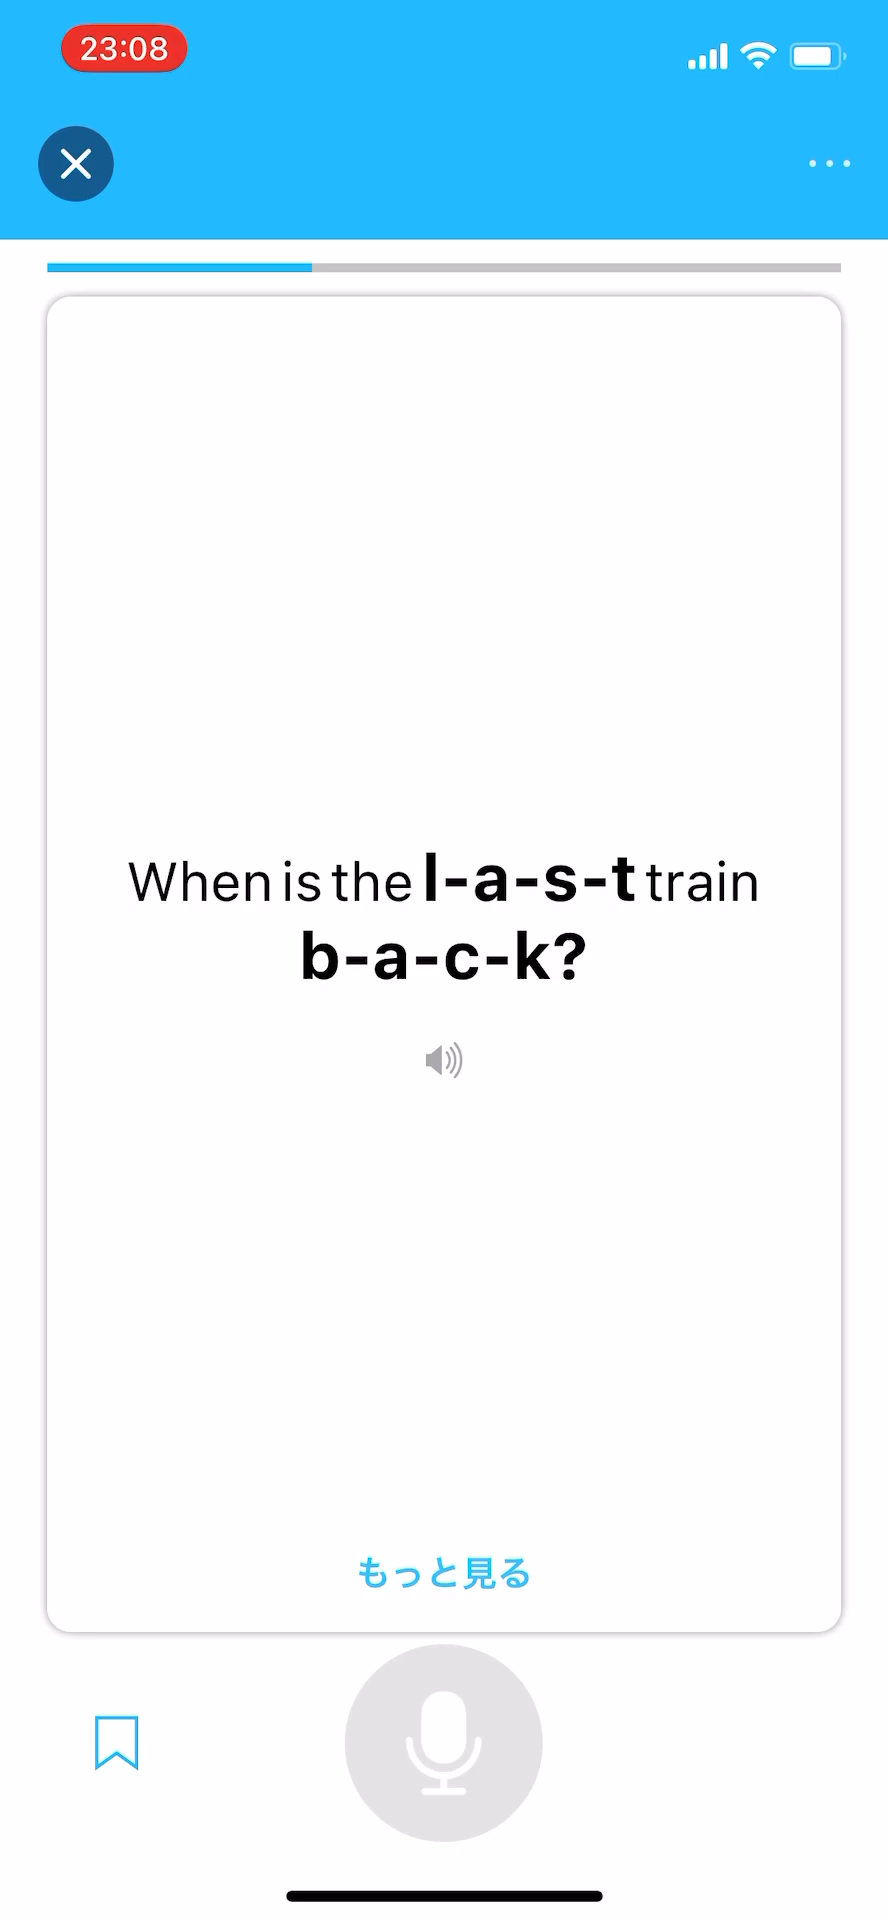 23:08
When is the l-a-s-t train
b-a-c-k?
もっと見る